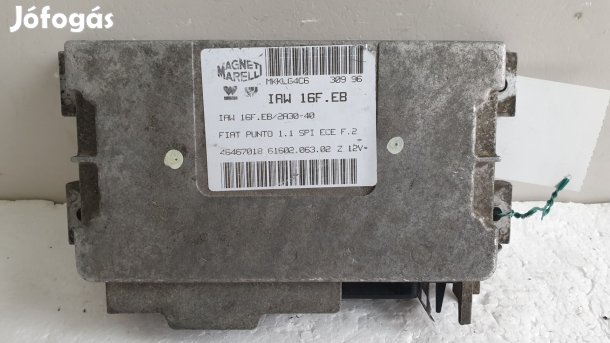 Jófogás
MAGNETI
MARELLI
MKKLG4C6 309 96
IAW 16F.EB
IAW 16F.EB/2A30-40
FIAT PUNTO 1.1 SPI ECE F.2
46467018 61602.063.02 Z 12V-